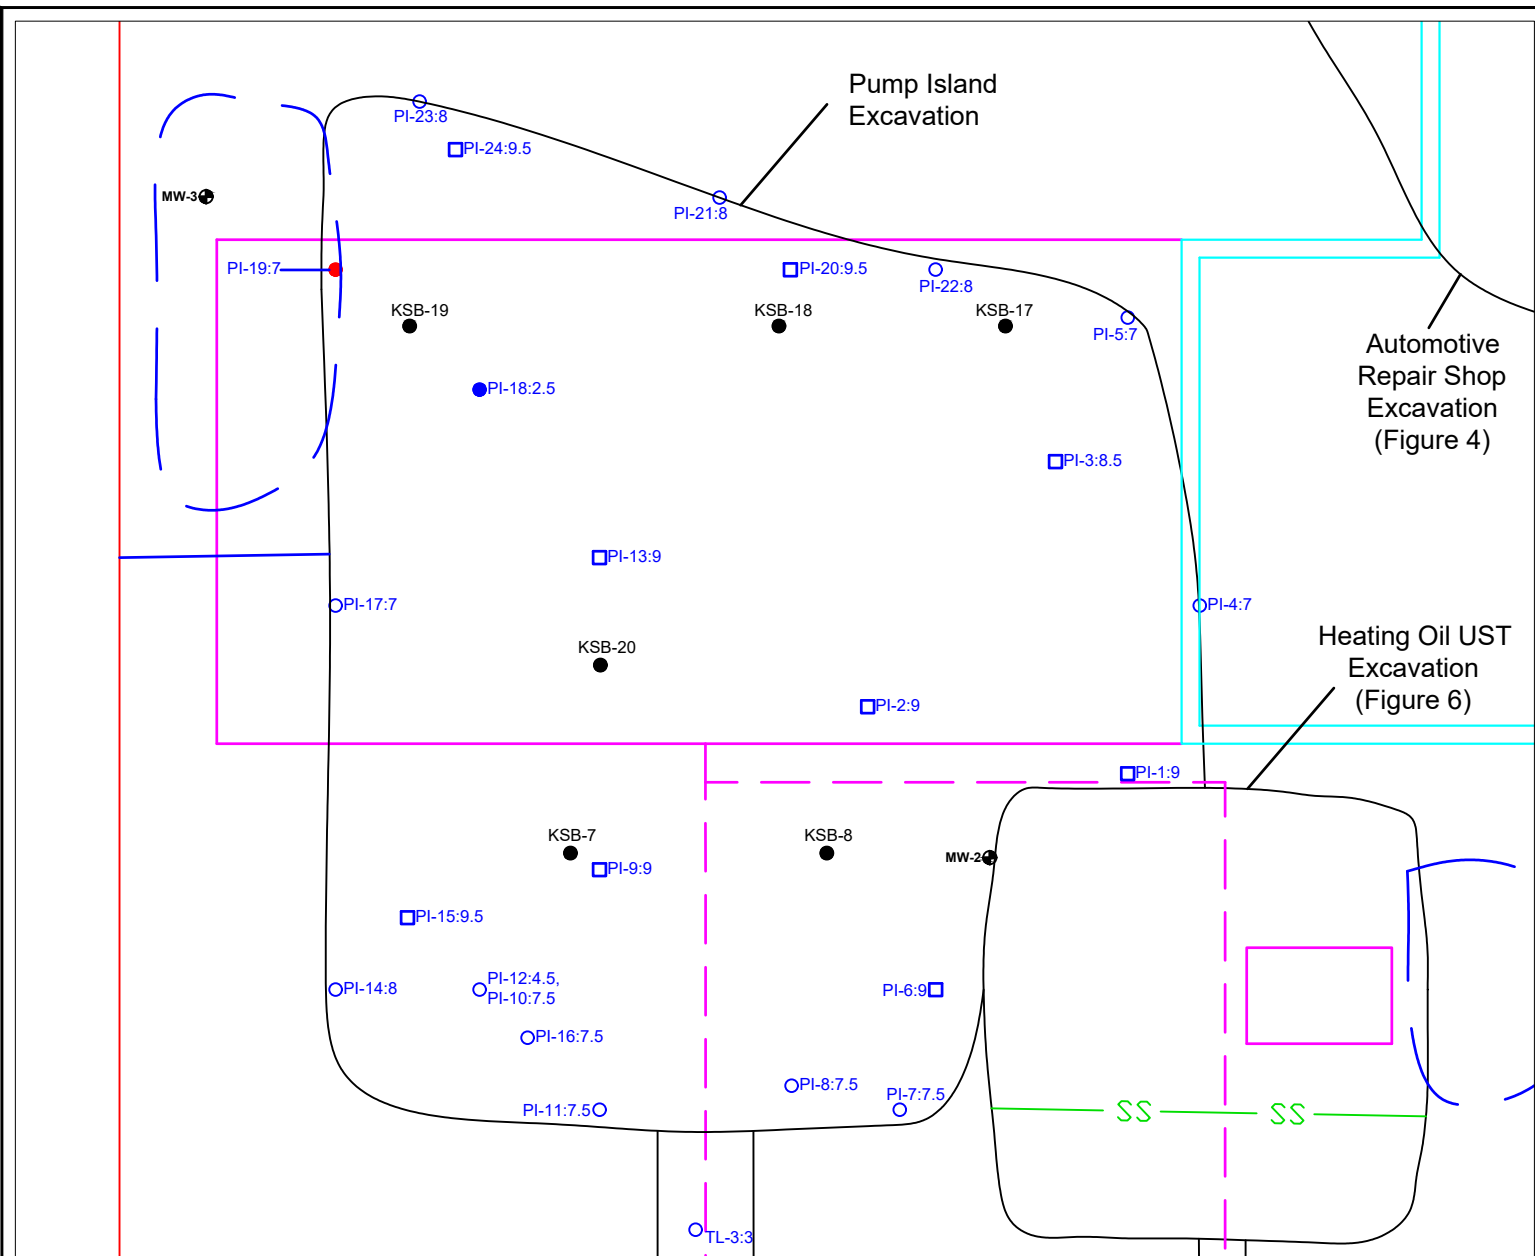 Pump Island
Excavation
PI-23:8
PI-24:9.5
MW-3
PI-21:8
PI-19:7
PI-20:9.5
PI-22:8
KSB-19
KSB-18
KSB-17
PI-5:7
Automotive
Repair Shop
Excavation
(Figure 4)
PI-18:2.5
PI-3:8.5
PI-13:9
PI-17:7
PI-4:7
Heating Oil UST
Excavation
(Figure 6)
KSB-20
PI-2:9
PI-1:9
KSB-7
KSB-8
MW-2
PI-9:9
PI-15:9.5
PI-12:4.5,
PI-10:7.5
PI-14:8
PI-6:9
PI-16:7.5
PI-8:7.5
PI-7:7.5
PI-11:7.5
SS SS
TL-3:3